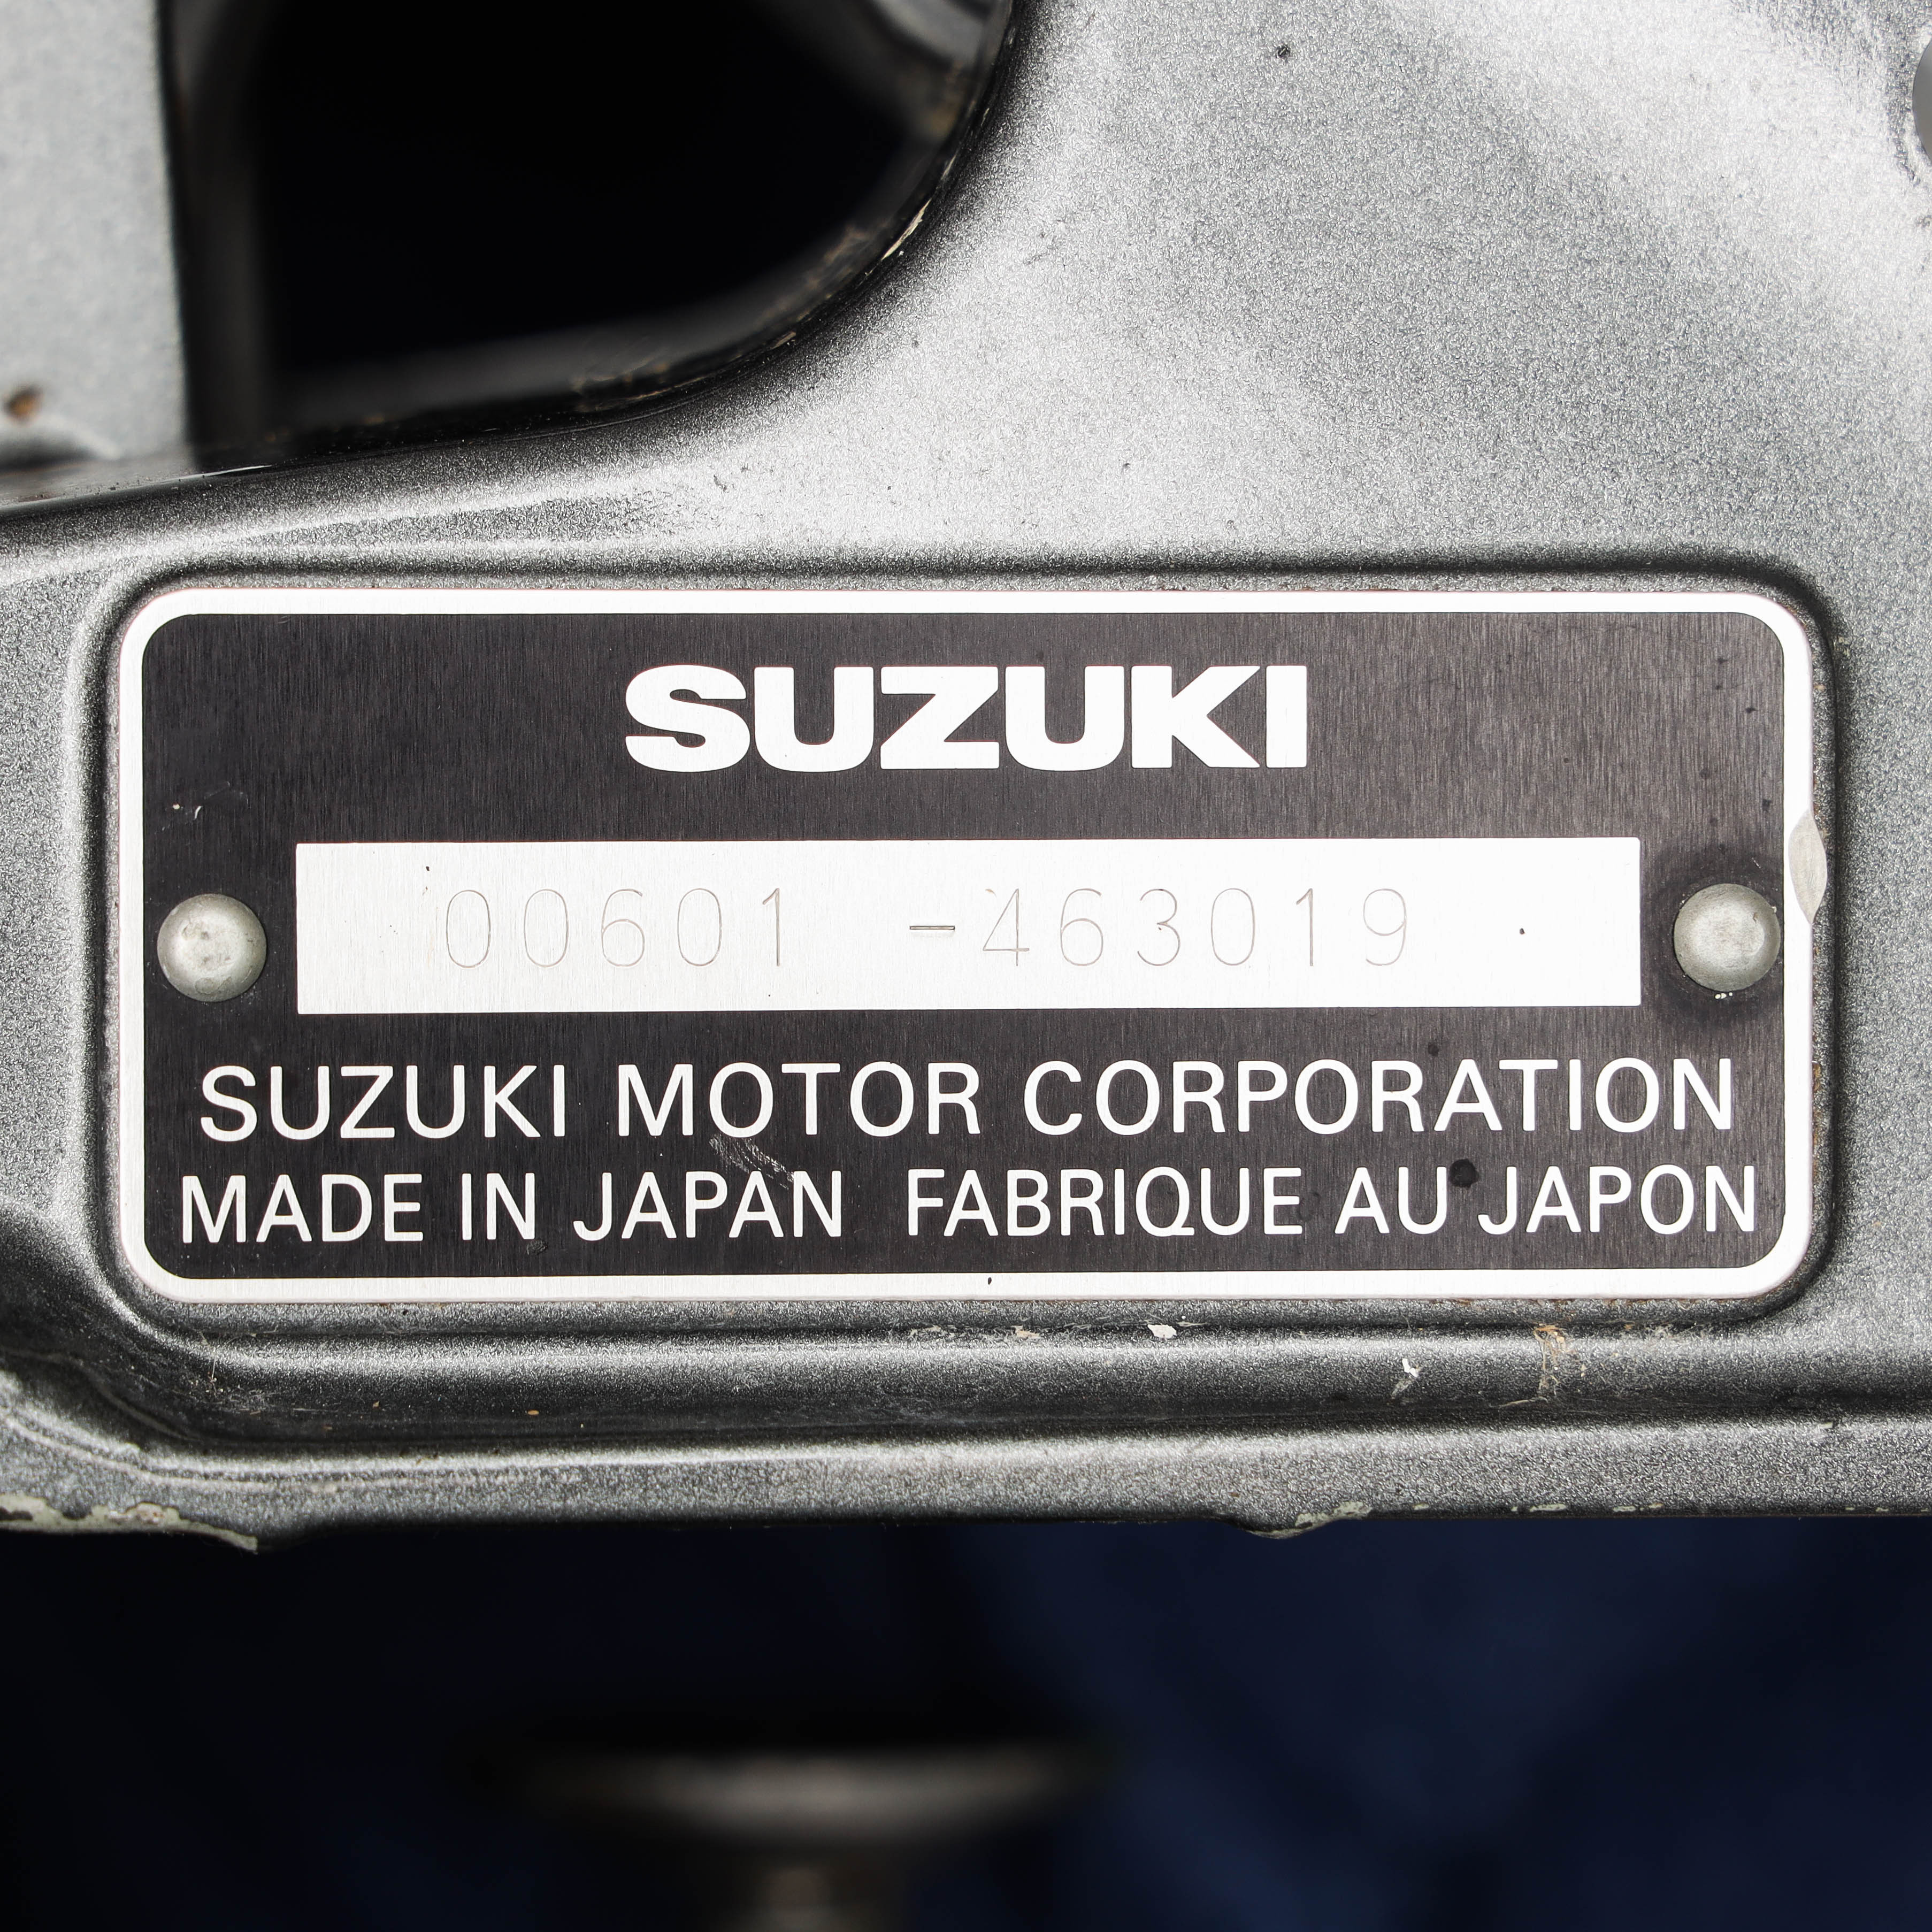 SUZUKI
00601 -463019
SUZUKI MOTOR CORPORATION
MADE IN JAPAN FABRIQUE AU JAPON